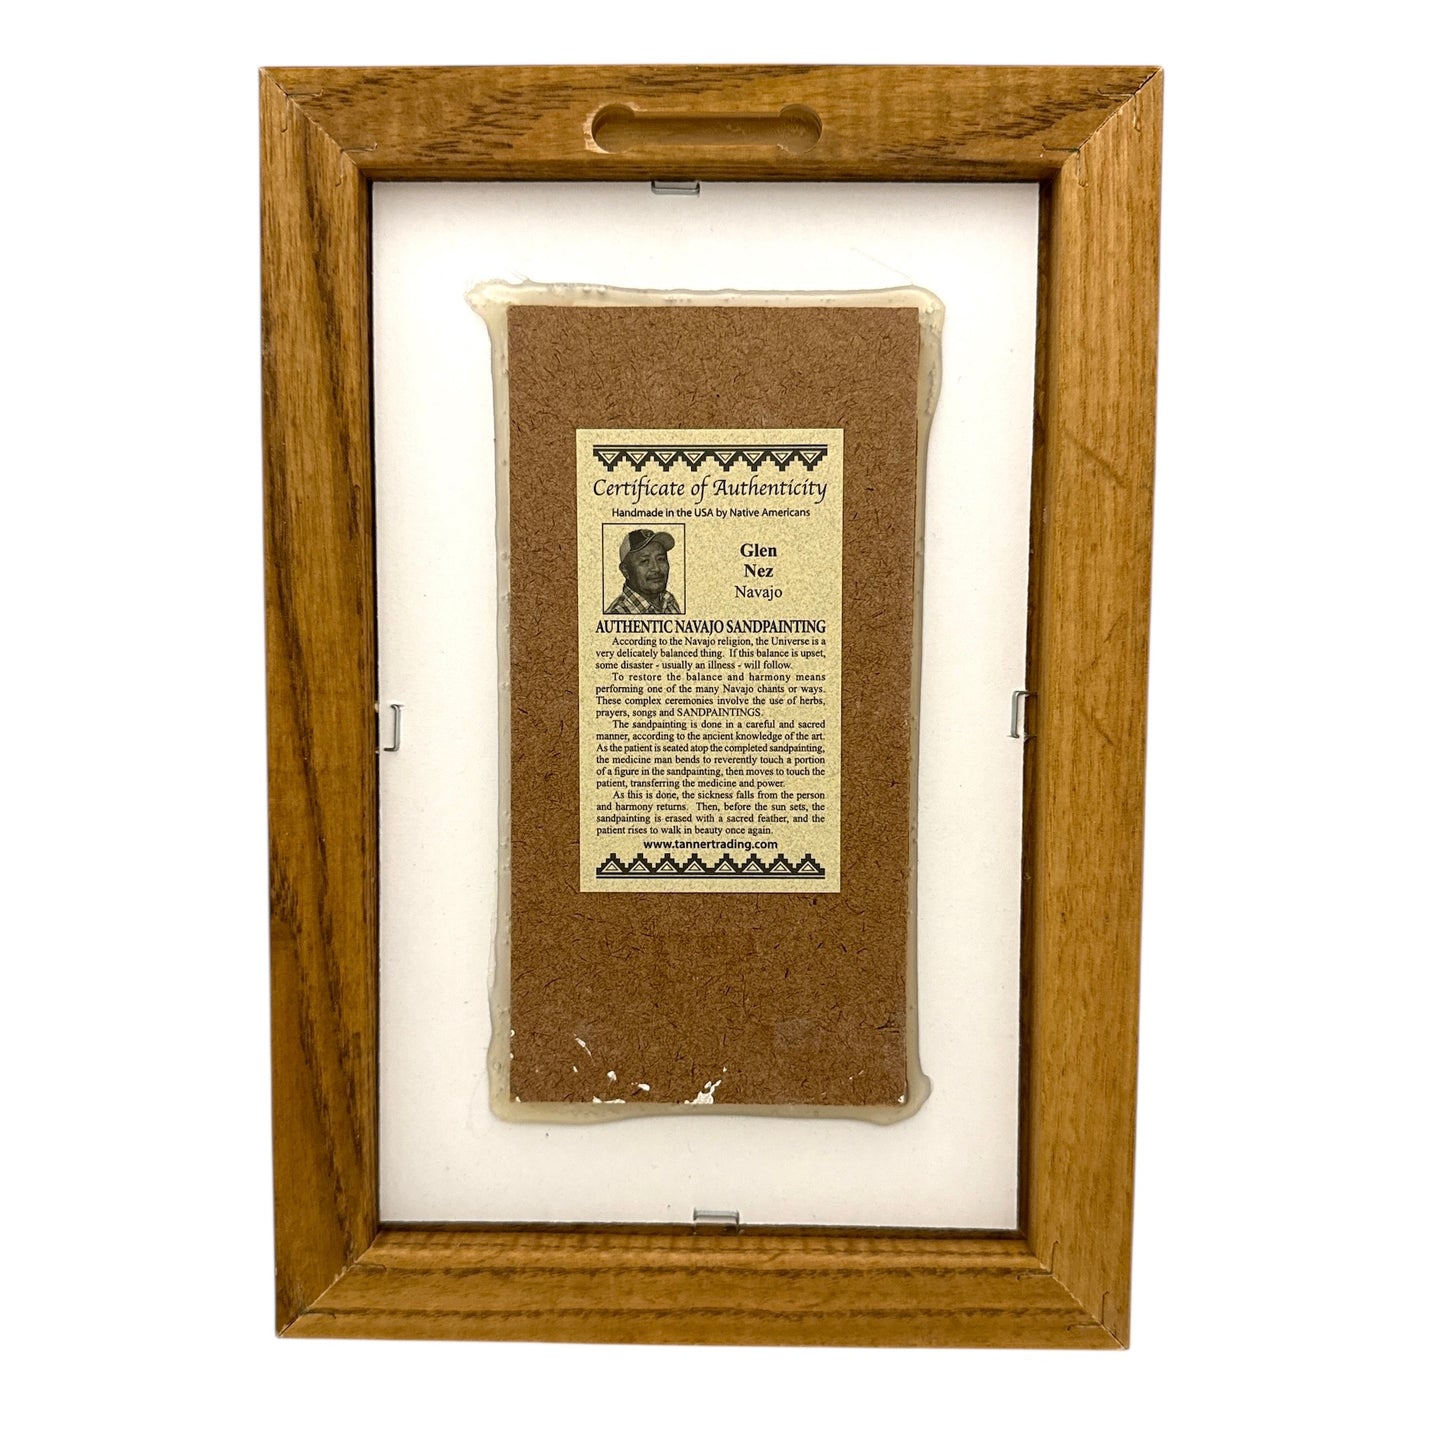 Certificate of Authenticity
Handmade in the USA by Native Americans
Glen
Nez
Navajo
AUTHENTIC NAVAJO SANDPAINTING
According to the Navajo religion, the Universe is a
very delicately balanced thing. If this balance is upset,
some disaster - usually an illness - will follow.
To restore the balance and harmony means
performing one of the many Navajo chants or ways.
These complex ceremonies involve the use of herbs,
prayers, songs and SANDPAINTINGS.
The sandpainting is done in a careful and sacred
manner, according to the ancient knowledge of the art.
As the patient is seated atop the completed sandpainting,
the medicine man bends to reverently touch a portion
of a figure in the sandpainting, then moves to touch the
patient, transferring the medicine and power.
As this is done, the sickness falls from the person
and harmony returns. Then, before the sun sets, the
sandpainting is erased with a sacred feather, and the
patient rises to walk in beauty once again.
www.tannertrading.com